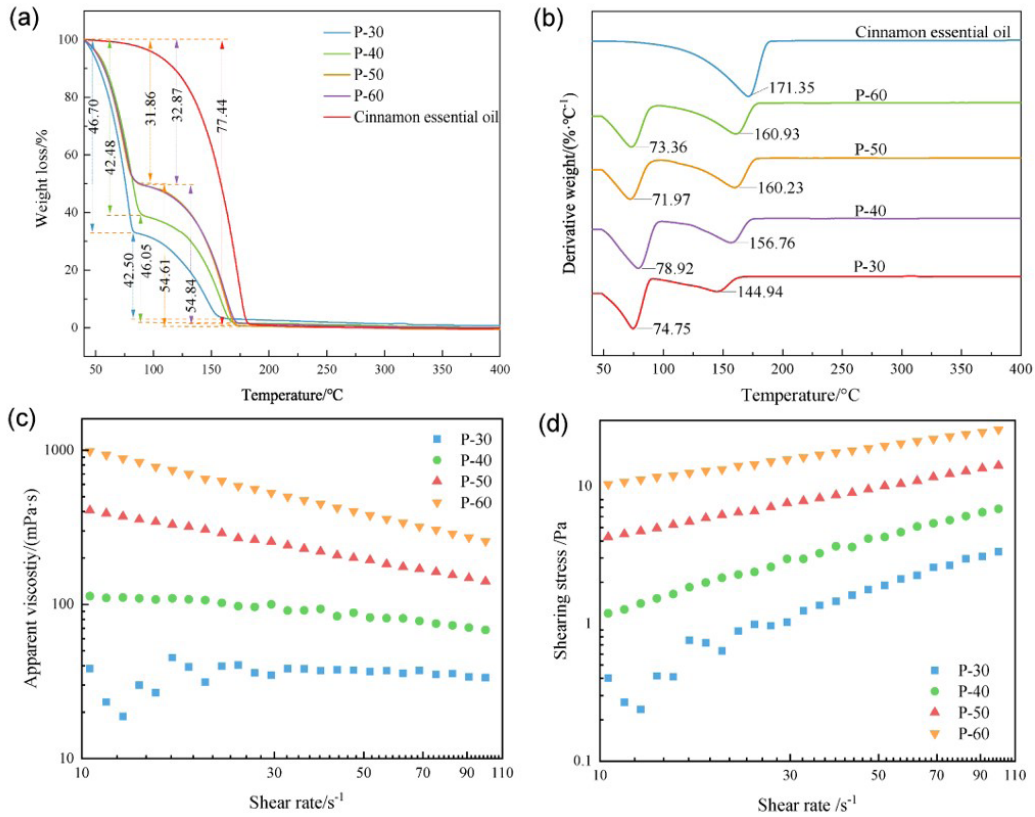 (a)
P-30
P-40
P-50
P-60
Cinnamon essential oil
100
80
60
40
20
0
46.70
42.48
31.86
32.87
77.44
42.50
46.05
54.61
54.84
Weight loss/%
50 100 150 200 250 300 350 400
Temperature/°C
(b)
Cinnamon essential oil
171.35
P-60
160.93
73.36
P-50
160.23
71.97
P-40
156.76
78.92
P-30
144.94
74.75
Derivative weight/(%·°C⁻¹)
50 100 150 200 250 300 350 400
Temperature/°C
(c)
P-30
P-40
P-50
P-60
1000
100
10
Apparent viscostiy/(mPa·s)
10 30 50 70 90 110
Shear rate/s⁻¹
(d)
10
1
0.1
Shearing stress /Pa
P-30
P-40
P-50
P-60
10 30 50 70 90 110
Shear rate /s⁻¹